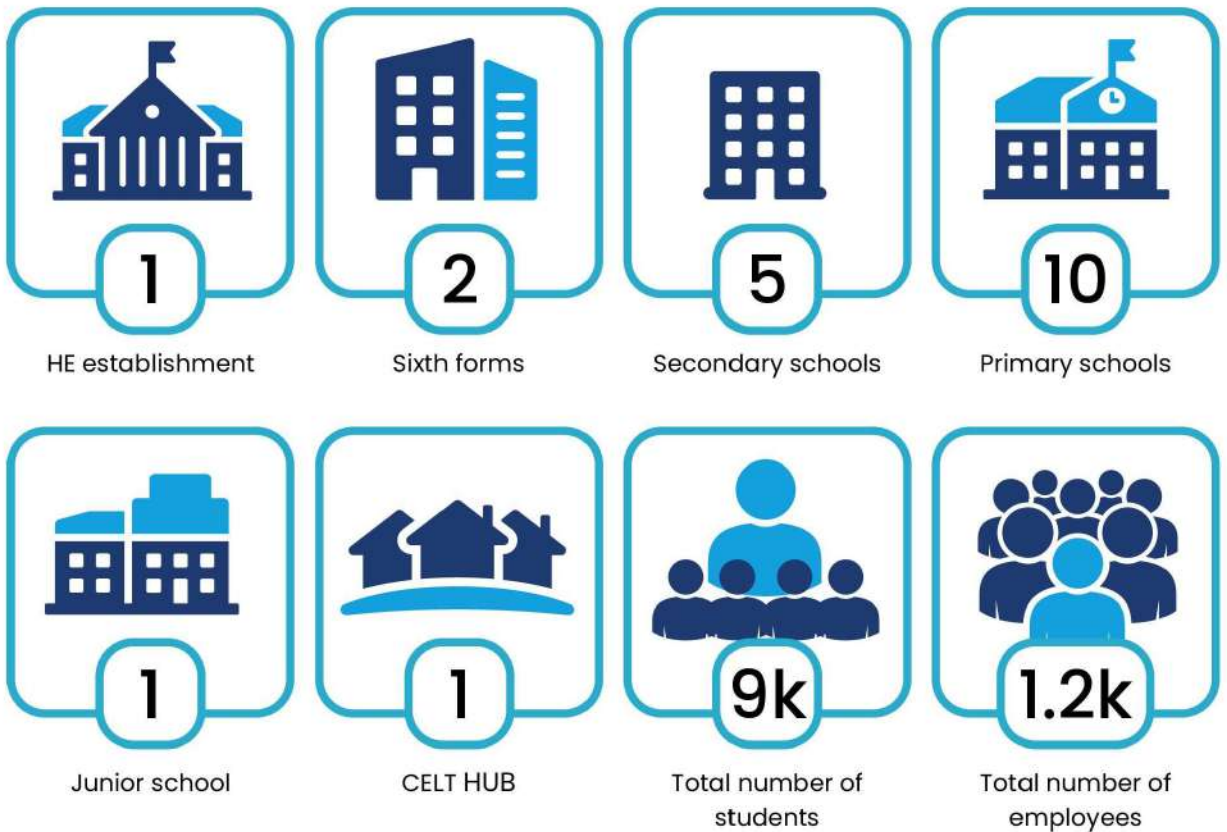 1
HE establishment
2
Sixth forms
5
Secondary schools
10
Primary schools
1
Junior school
1
CELT HUB
9k
Total number of
students
1.2k
Total number of
employees